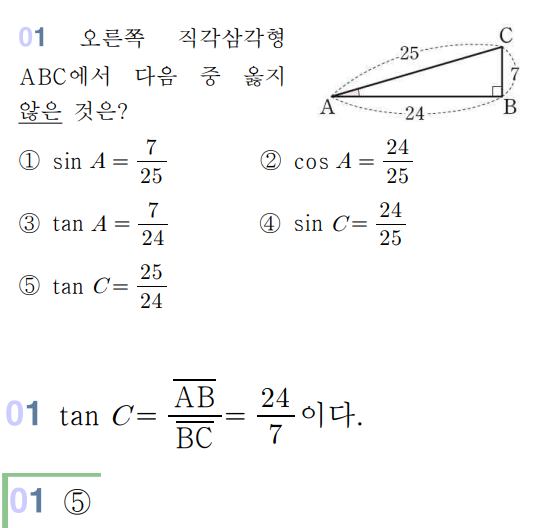 01 오른쪽 직각삼각형
ABC에서 다음 중 옳지
않은 것은?
C
25
7
A
24
B
① sin A = 7/25 ② cos A = 24/25
③ tan A = 7/24 ④ sin C = 24/25
⑤ tan C = 25/24
01 tan C = AB/BC = 24/7 이다.
01 ⑤